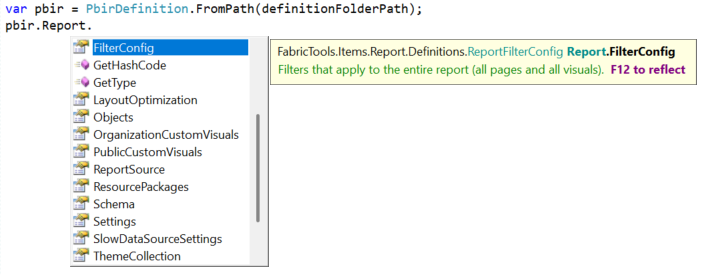 var pbir = PbirDefinition.FromPath(definitionFolderPath);
pbir.Report.
FilterConfig
GetHashCode
GetType
LayoutOptimization
Objects
OrganizationCustomVisuals
PublicCustomVisuals
ReportSource
ResourcePackages
Schema
Settings
SlowDataSourceSettings
ThemeCollection
FabricTools.Items.Report.Definitions.ReportFilterConfig Report.FilterConfig
Filters that apply to the entire report (all pages and all visuals). F12 to reflect